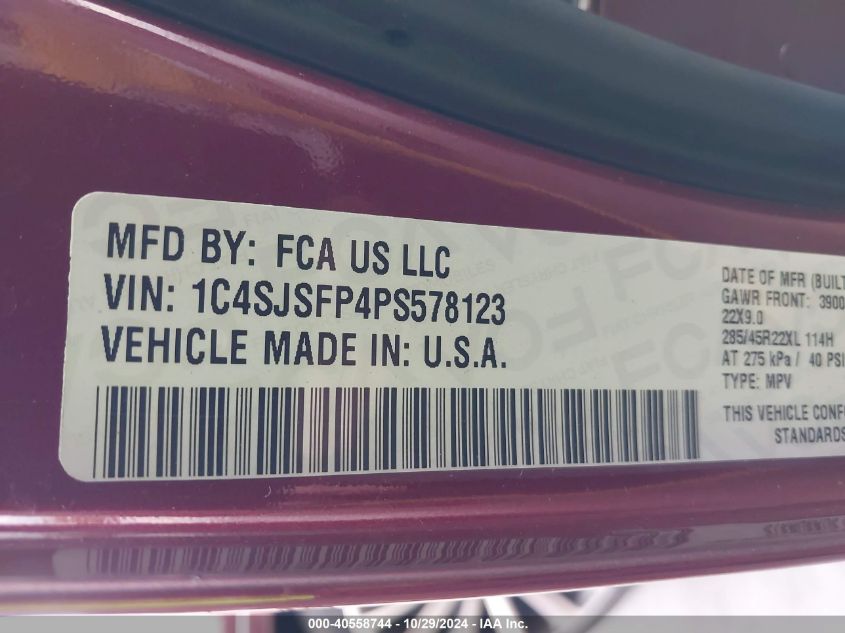 MFD BY: FCA US LLC
VIN: 1C4SJSFP4PS578123
VEHICLE MADE IN: U.S.A.
DATE OF MFR (BUILT
GAWR FRONT: 3900
22X9.0
285/45R22XL 114H
AT 275 kPa / 40 PSI
TYPE: MPV
THIS VEHICLE CONF
STANDARDS
000-40558744 - 10/29/2024 - IAA Inc.